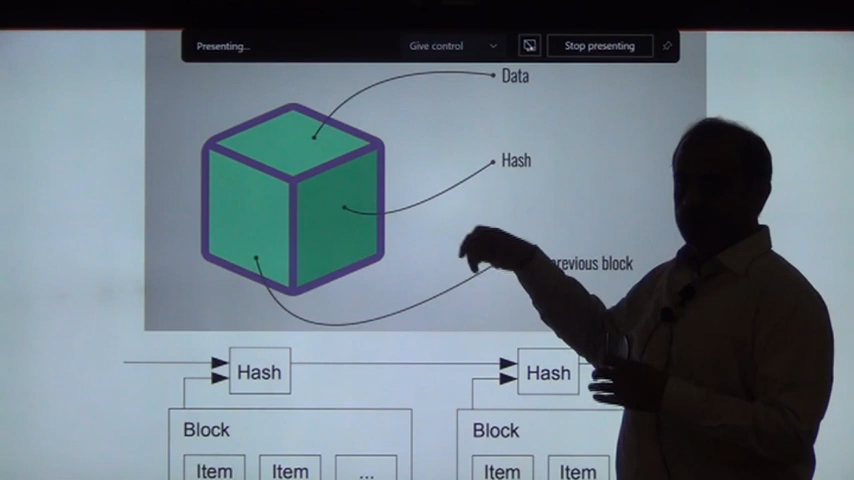 Presenting...
Give control
Stop presenting
Data
Hash
previous block
Hash
Hash
Block
Block
Item
Item
...
Item
Item